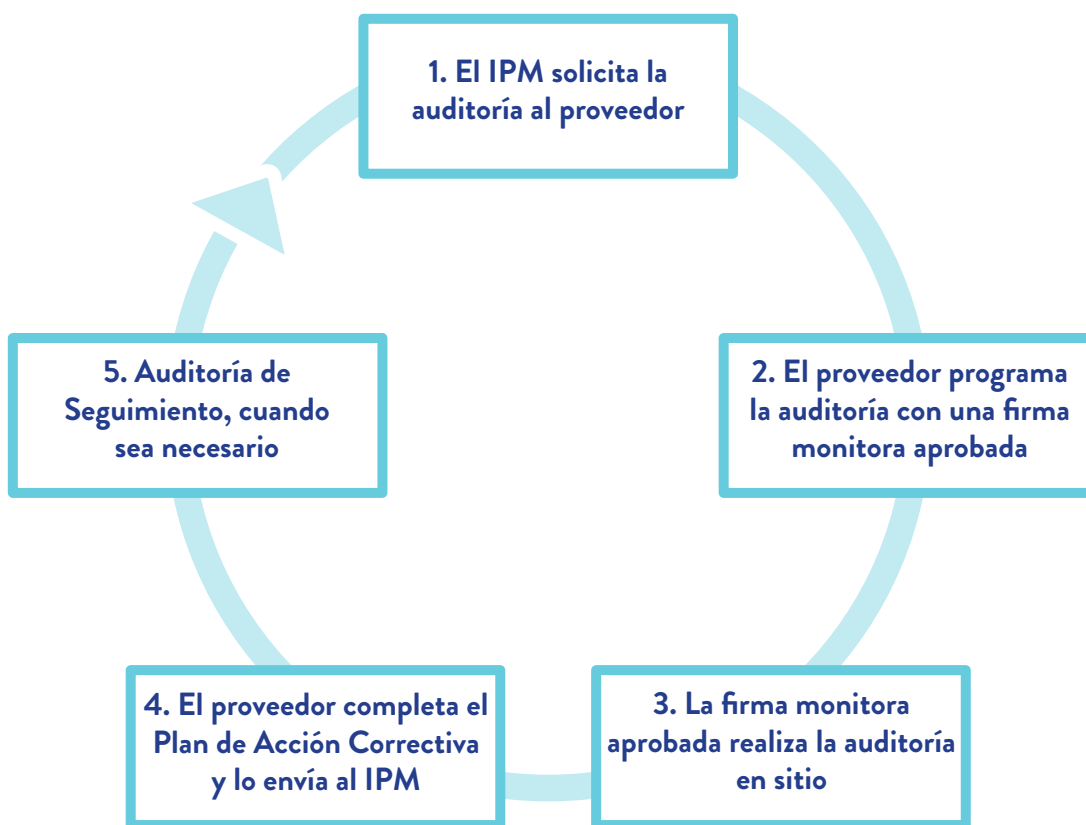 1. El IPM solicita la
auditoría al proveedor
2. El proveedor programa
la auditoría con una firma
monitora aprobada
3. La firma monitora
aprobada realiza la auditoría
en sitio
4. El proveedor completa el
Plan de Acción Correctiva
y lo envía al IPM
5. Auditoría de
Seguimiento, cuando
sea necesario